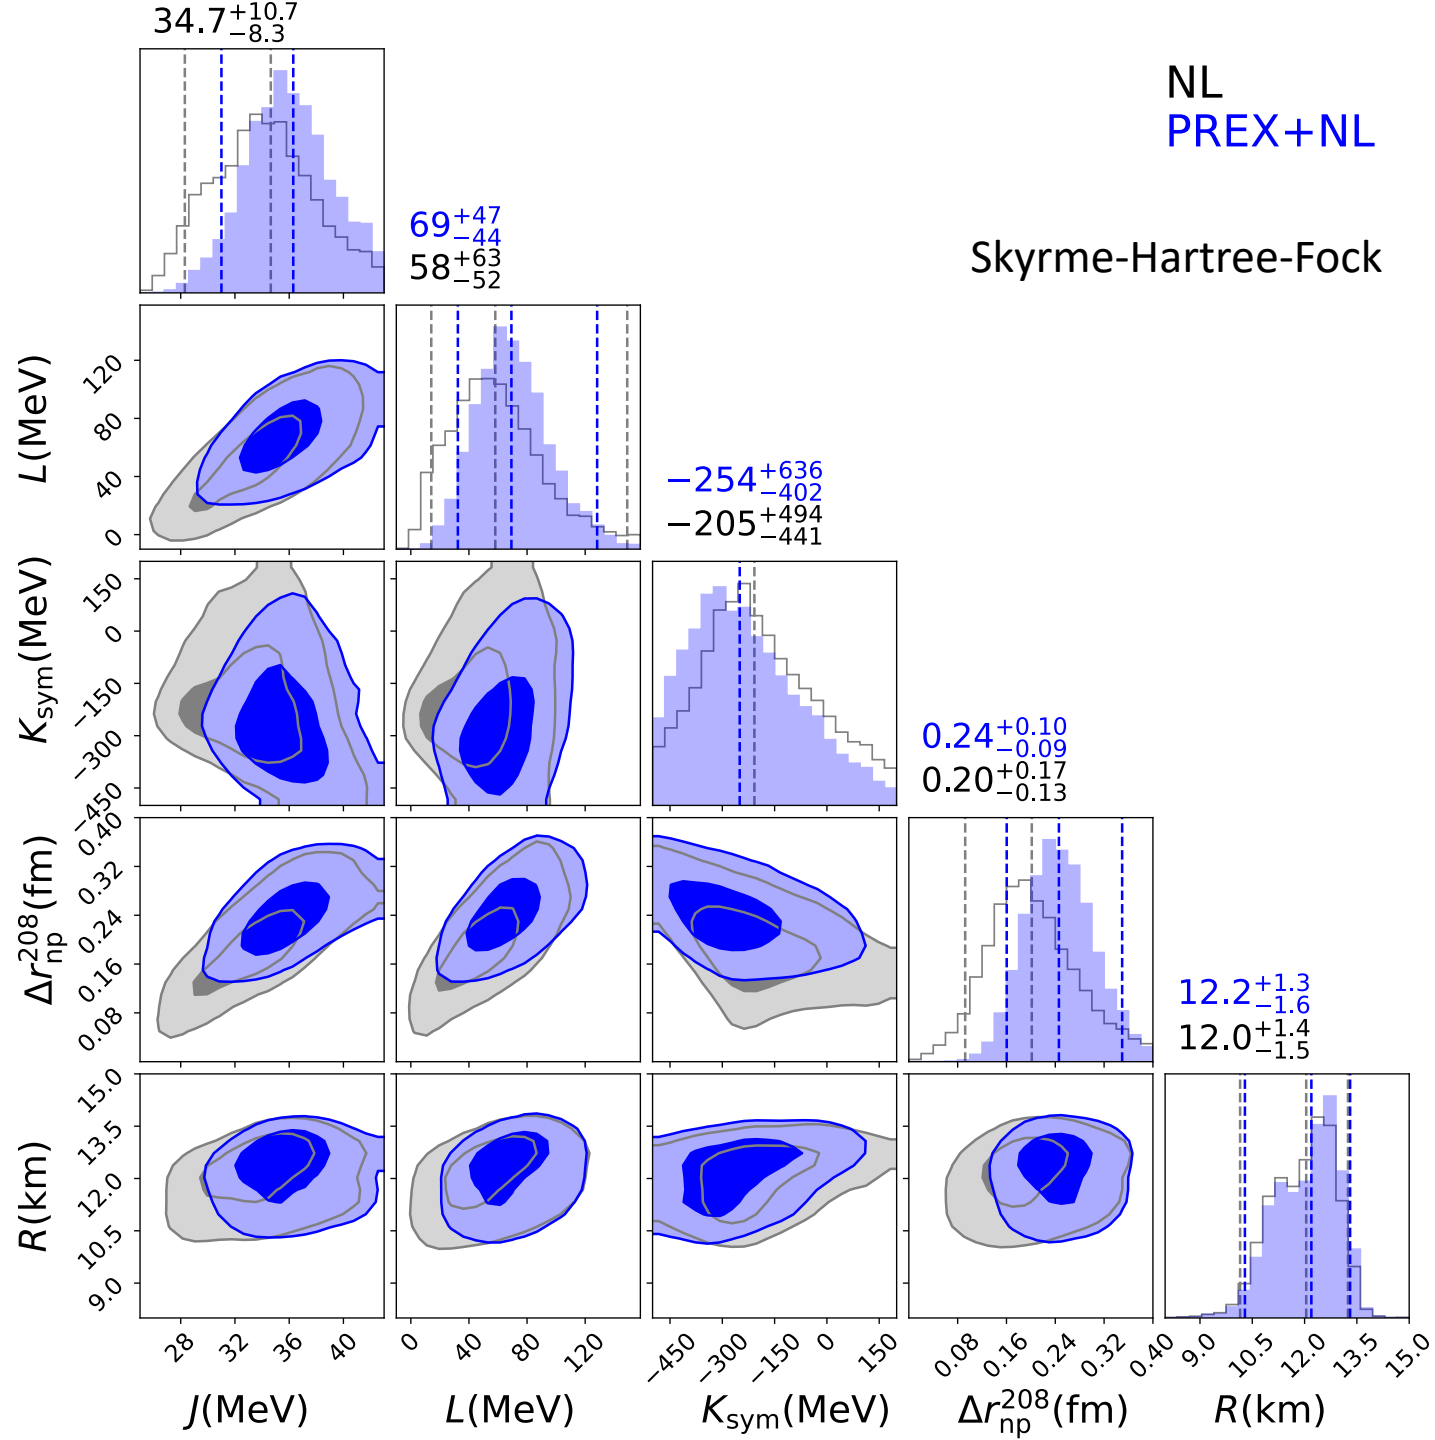 34.7+10.7−8.3
NL
PREX+NL
69+47−44
58+63−52
Skyrme-Hartree-Fock
L(MeV)
120
80
40
0
−254+636−402
−205+494−441
Ksym(MeV)
150
0
−150
−300
−450
0.24+0.10−0.09
0.20+0.17−0.13
Δr208np(fm)
0.40
0.32
0.24
0.16
0.08
12.2+1.3−1.6
12.0+1.4−1.5
R(km)
15.0
13.5
12.0
10.5
9.0
28 32 36 40
0 40 80 120
−450 −300 −150 0 150
0.08 0.16 0.24 0.32 0.40
9.0 10.5 12.0 13.5 15.0
J(MeV) L(MeV) Ksym(MeV) Δr208np(fm) R(km)